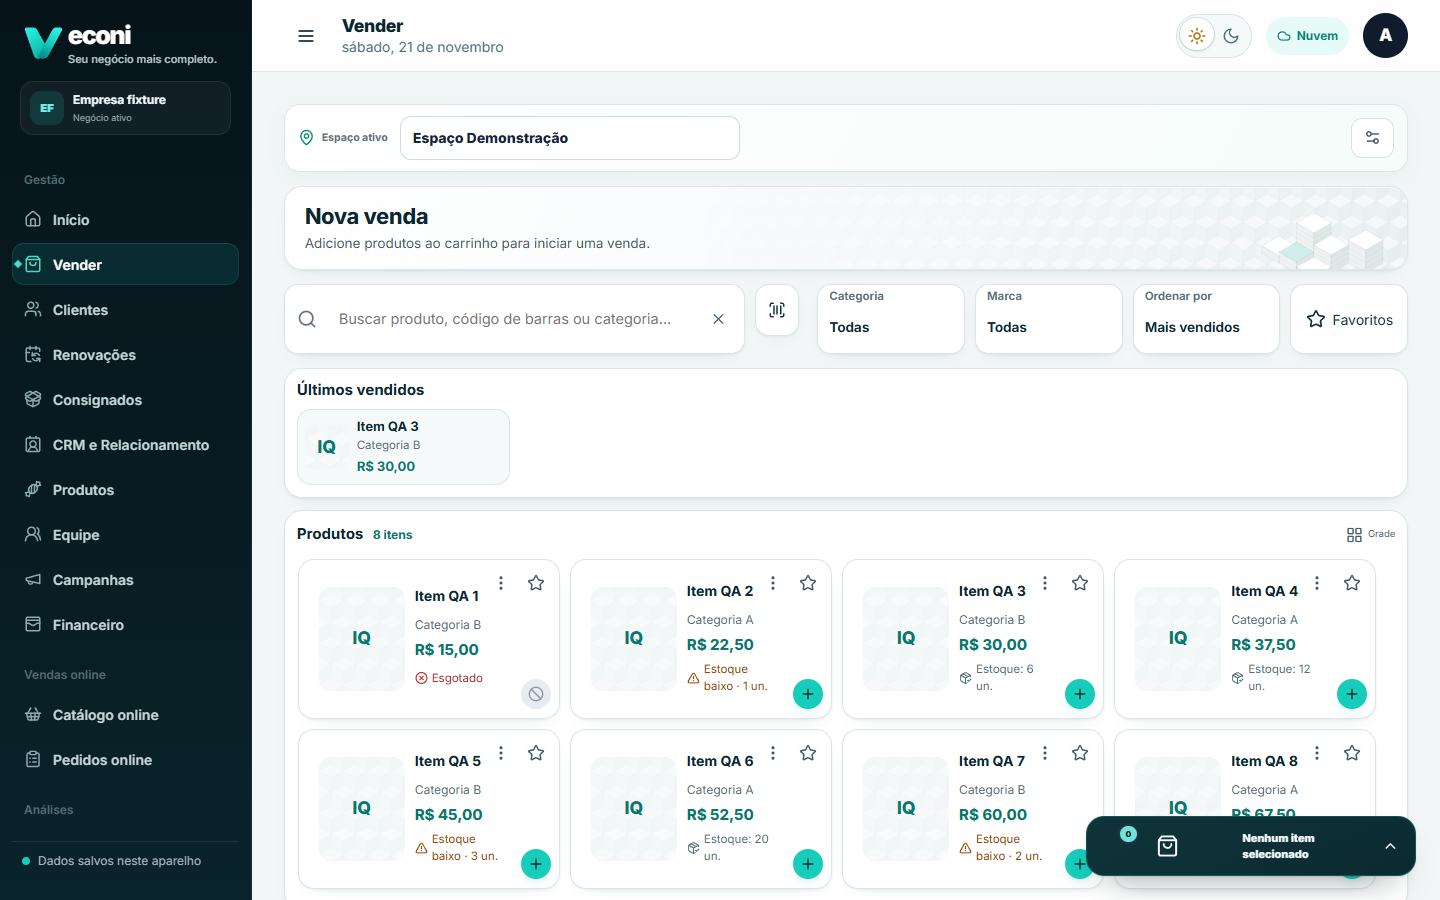 Veconi
Seu negócio mais completo.
EF
Empresa fixture
Negócio ativo
Gestão
Início
Vender
Clientes
Renovações
Consignados
CRM e Relacionamento
Produtos
Equipe
Campanhas
Financeiro
Vendas online
Catálogo online
Pedidos online
Análises
Dados salvos neste aparelho
Vender
sábado, 21 de novembro
Nuvem
A
Espaço ativo
Espaço Demonstração
Nova venda
Adicione produtos ao carrinho para iniciar uma venda.
Buscar produto, código de barras ou categoria...
Categoria
Todas
Marca
Todas
Ordenar por
Mais vendidos
Favoritos
Últimos vendidos
IQ
Item QA 3
Categoria B
R$ 30,00
Produtos 8 itens
Grade
IQ
Item QA 1
Categoria B
R$ 15,00
Esgotado
IQ
Item QA 2
Categoria A
R$ 22,50
Estoque
baixo · 1 un.
IQ
Item QA 3
Categoria B
R$ 30,00
Estoque: 6
un.
IQ
Item QA 4
Categoria A
R$ 37,50
Estoque: 12
un.
IQ
Item QA 5
Categoria B
R$ 45,00
Estoque
baixo · 3 un.
IQ
Item QA 6
Categoria A
R$ 52,50
Estoque: 20
un.
IQ
Item QA 7
Categoria B
R$ 60,00
Estoque
baixo · 2 un.
IQ
Item QA 8
Categoria A
R$ 67,50
0
Nenhum item
selecionado